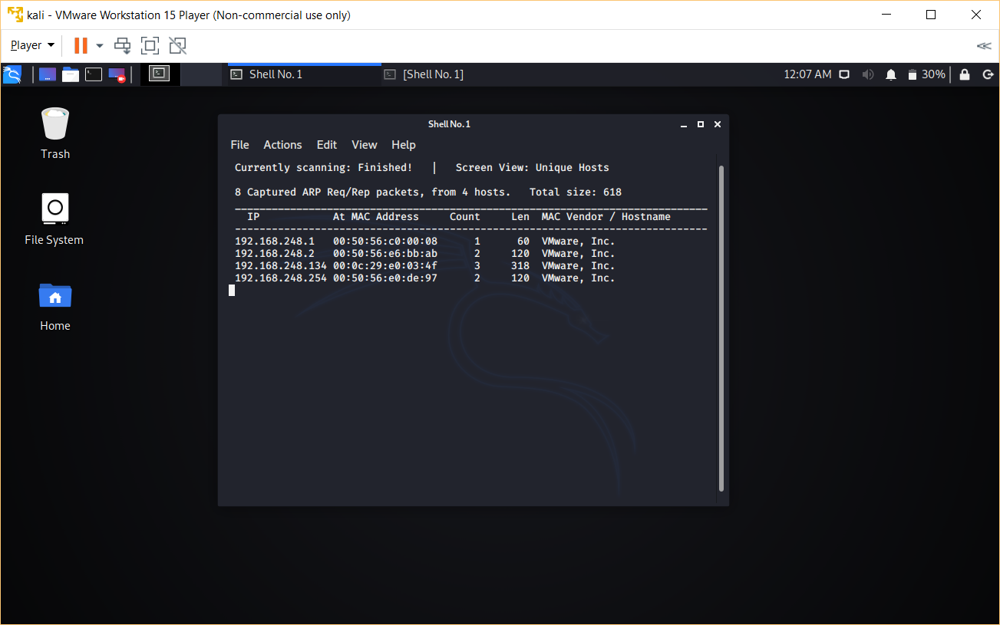 kali - VMware Workstation 15 Player (Non-commercial use only)
Player
Shell No. 1
[Shell No. 1]
12:07 AM
30%
Trash
File System
Home
Shell No. 1
File Actions Edit View Help
Currently scanning: Finished! | Screen View: Unique Hosts
8 Captured ARP Req/Rep packets, from 4 hosts. Total size: 618
_____________________________________________________________________________
IP At MAC Address Count Len MAC Vendor / Hostname
-----------------------------------------------------------------------------
192.168.248.1 00:50:56:c0:00:08 1 60 VMware, Inc.
192.168.248.2 00:50:56:e6:bb:ab 2 120 VMware, Inc.
192.168.248.134 00:0c:29:e0:03:4f 3 318 VMware, Inc.
192.168.248.254 00:50:56:e0:de:97 2 120 VMware, Inc.